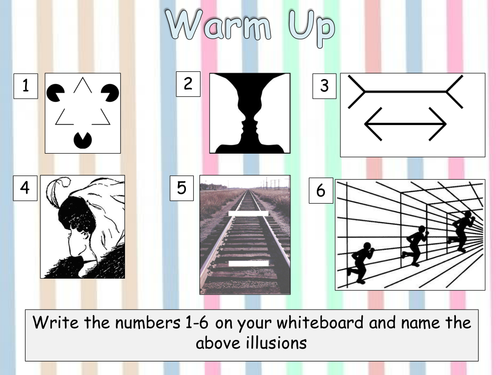 Warm Up
1
2
3
4
5
6
Write the numbers 1-6 on your whiteboard and name the
above illusions